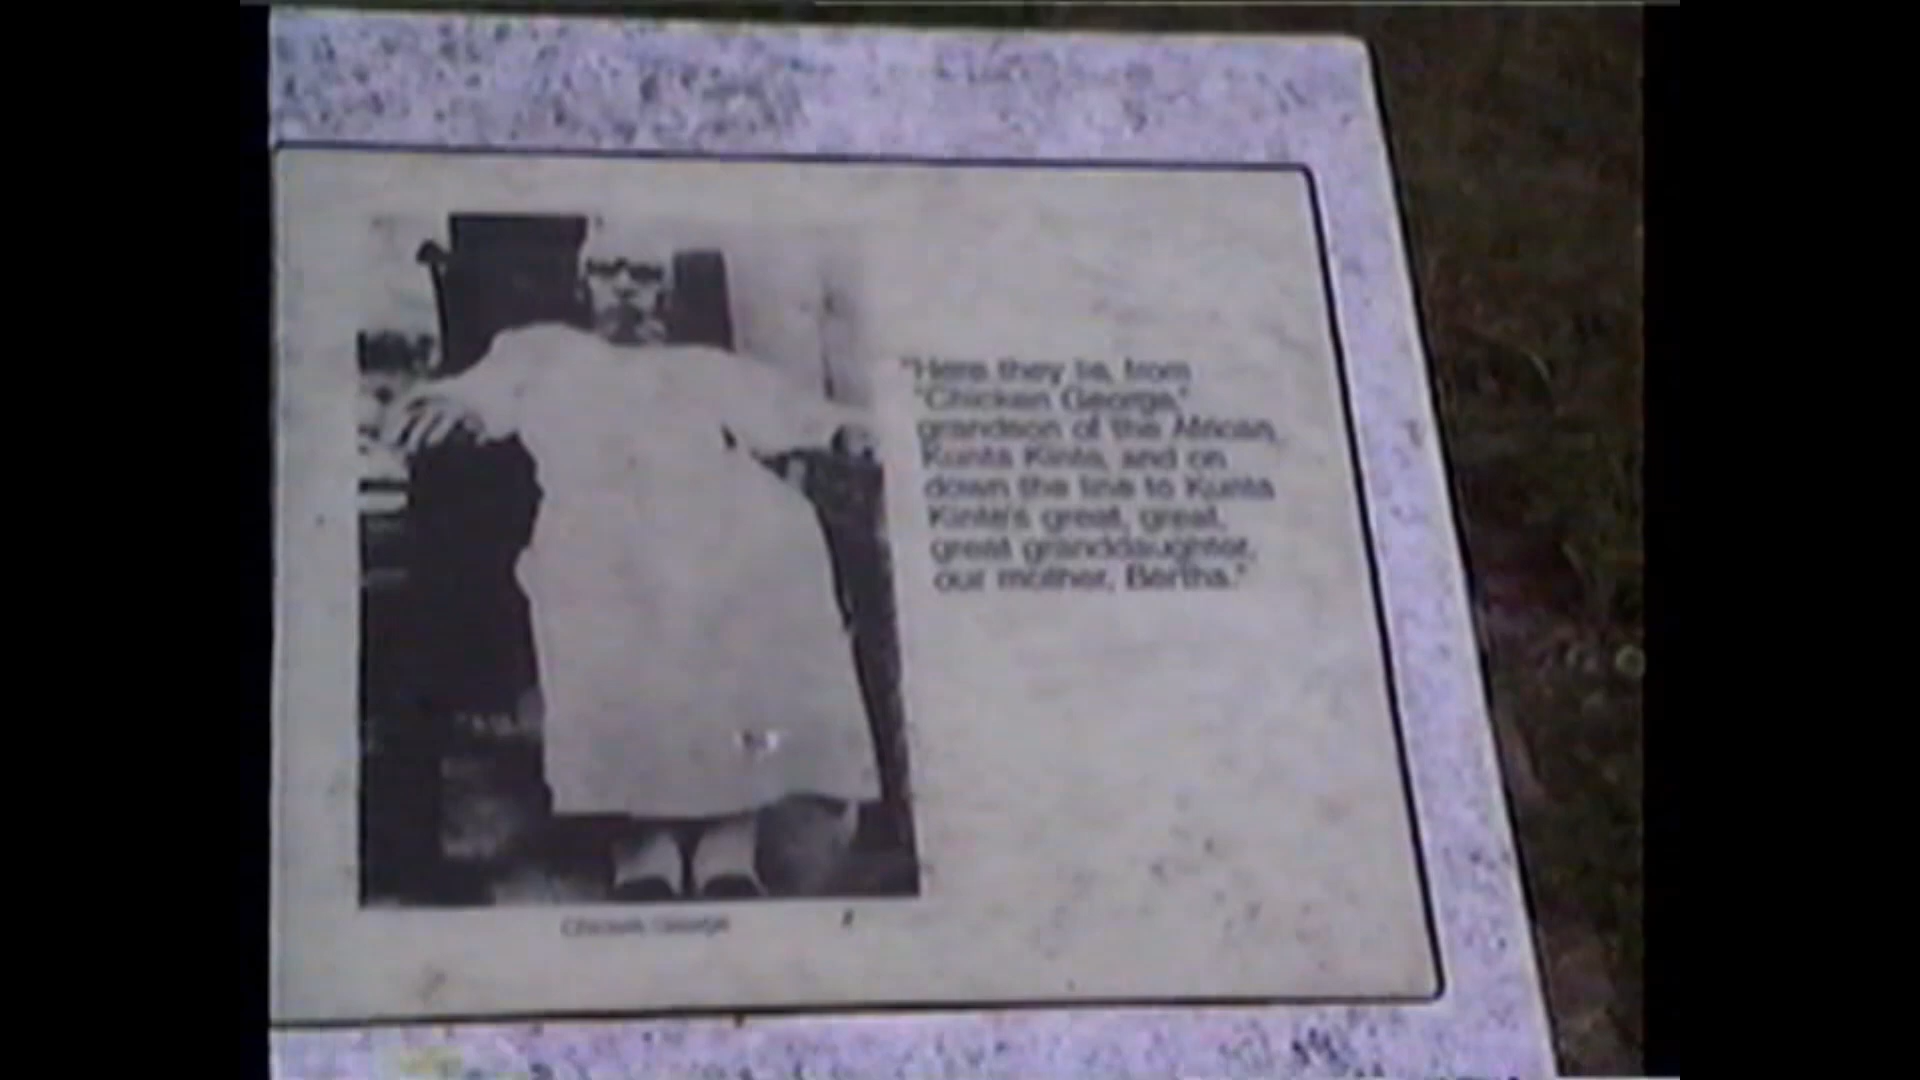 "Here they lie, from
"Chicken George,"
grandson of the African,
Kunta Kinte, and on
down the line to Kunta
Kinte's great, great,
great granddaughter,
our mother, Bertha."
Chicken George